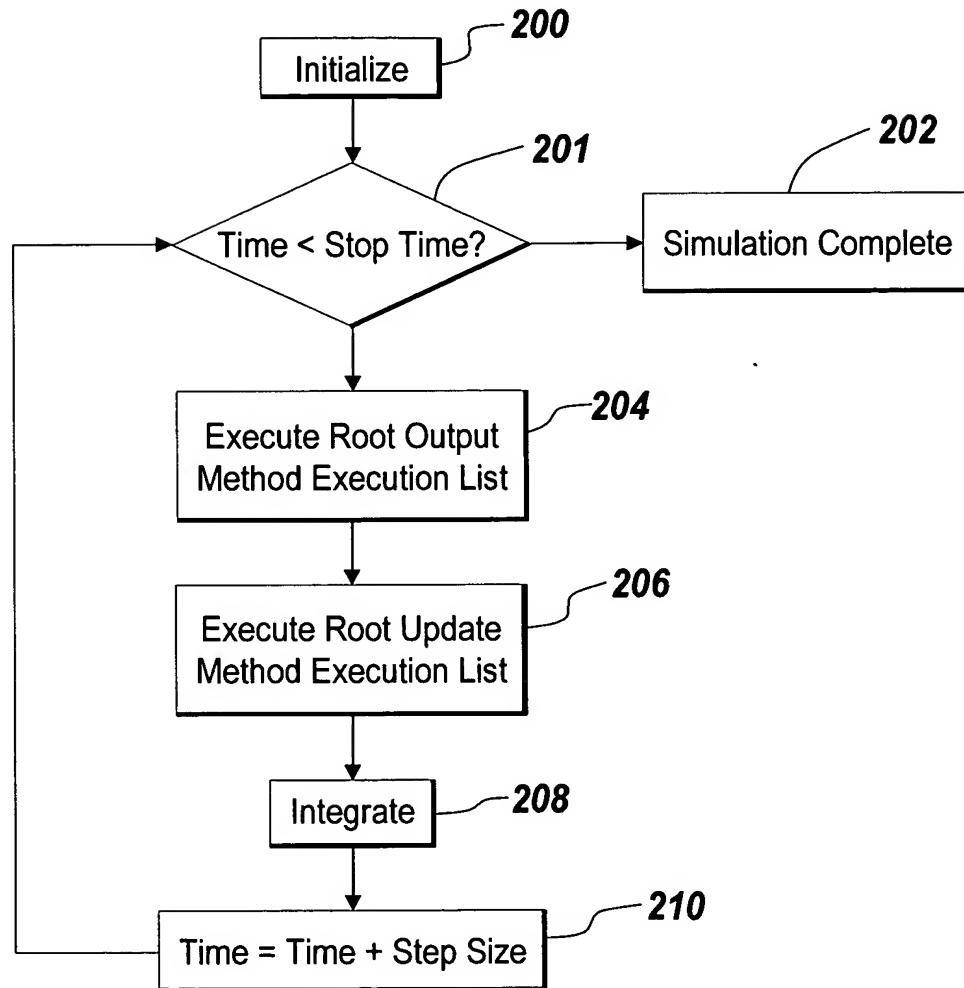 200
Initialize
201
202
Time < Stop Time?
Simulation Complete
204
Execute Root Output
Method Execution List
206
Execute Root Update
Method Execution List
208
Integrate
210
Time = Time + Step Size